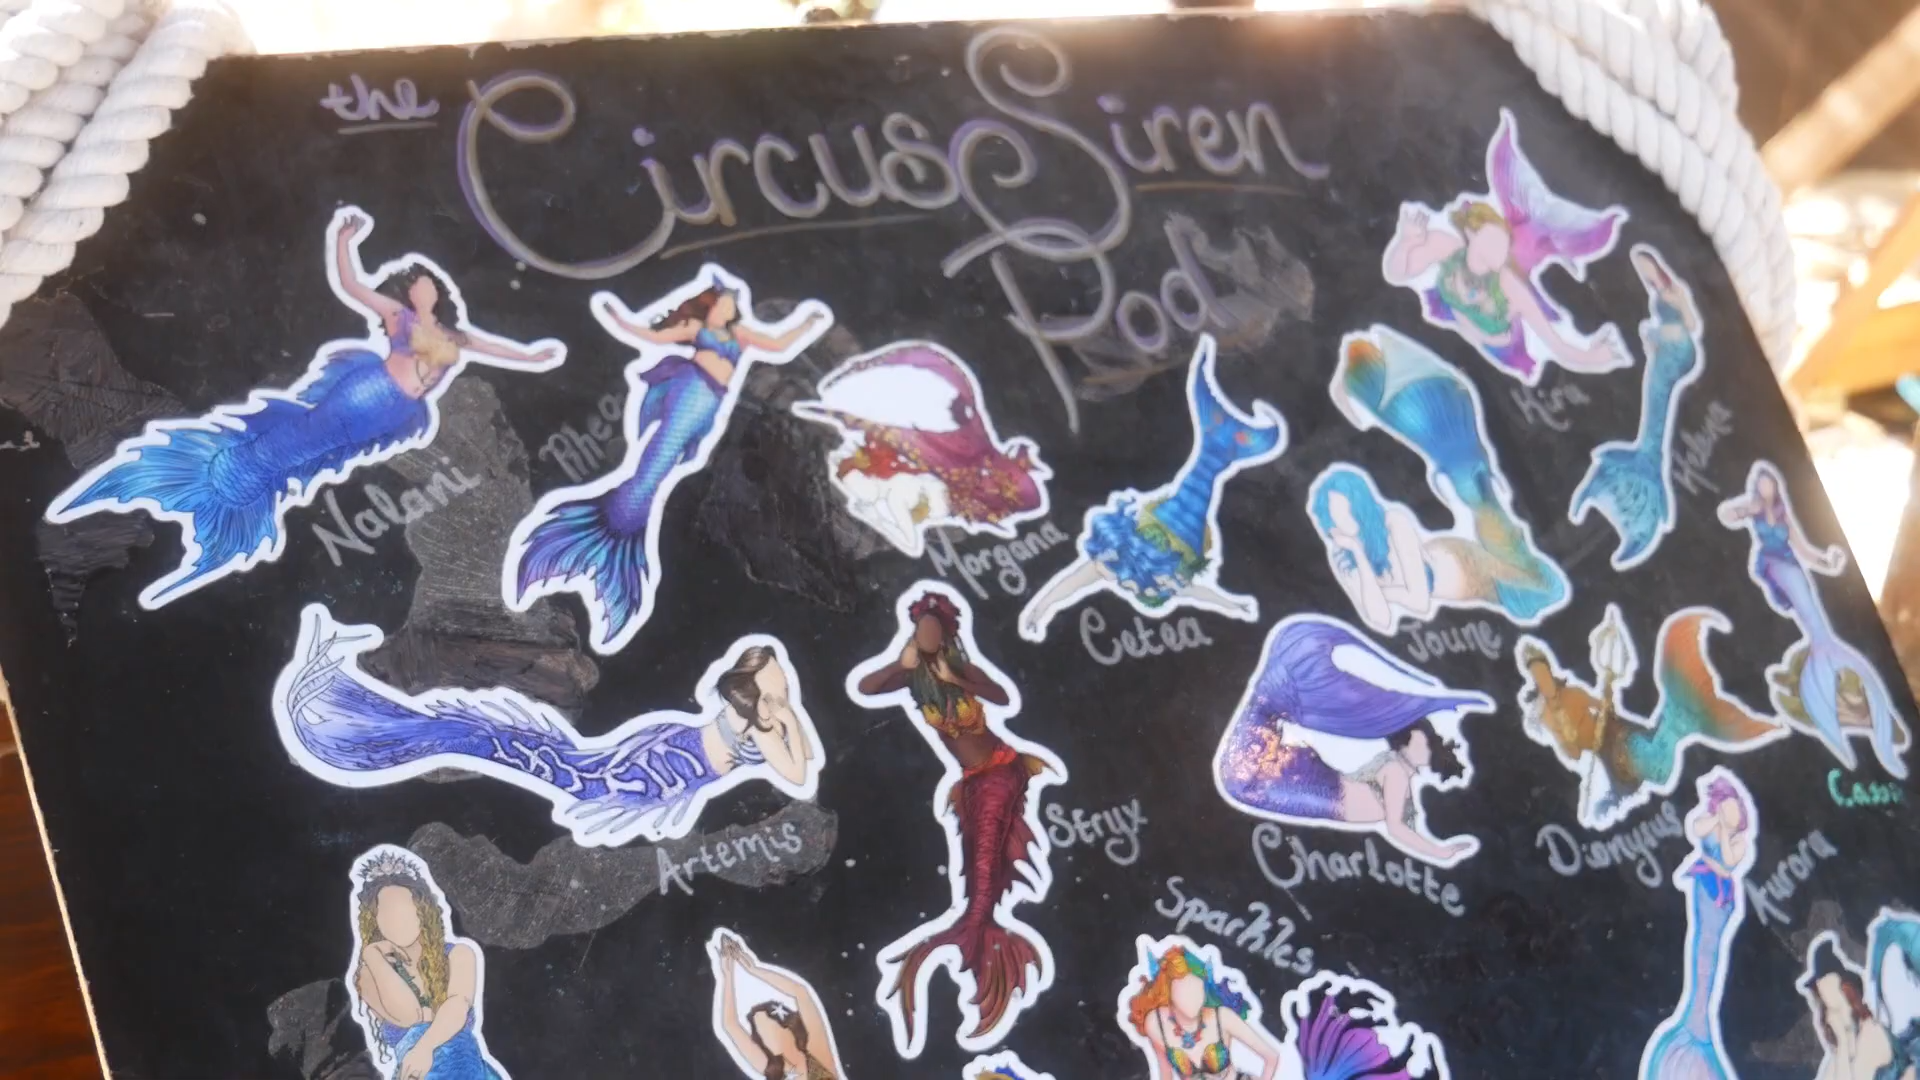 the Circus Siren
Pod
Kira
Rhea
Helena
Nalani
Morgana
Cetea
Joune
Artemis
Stryx
Charlotte
Dionysus
Aurora
Sparkles